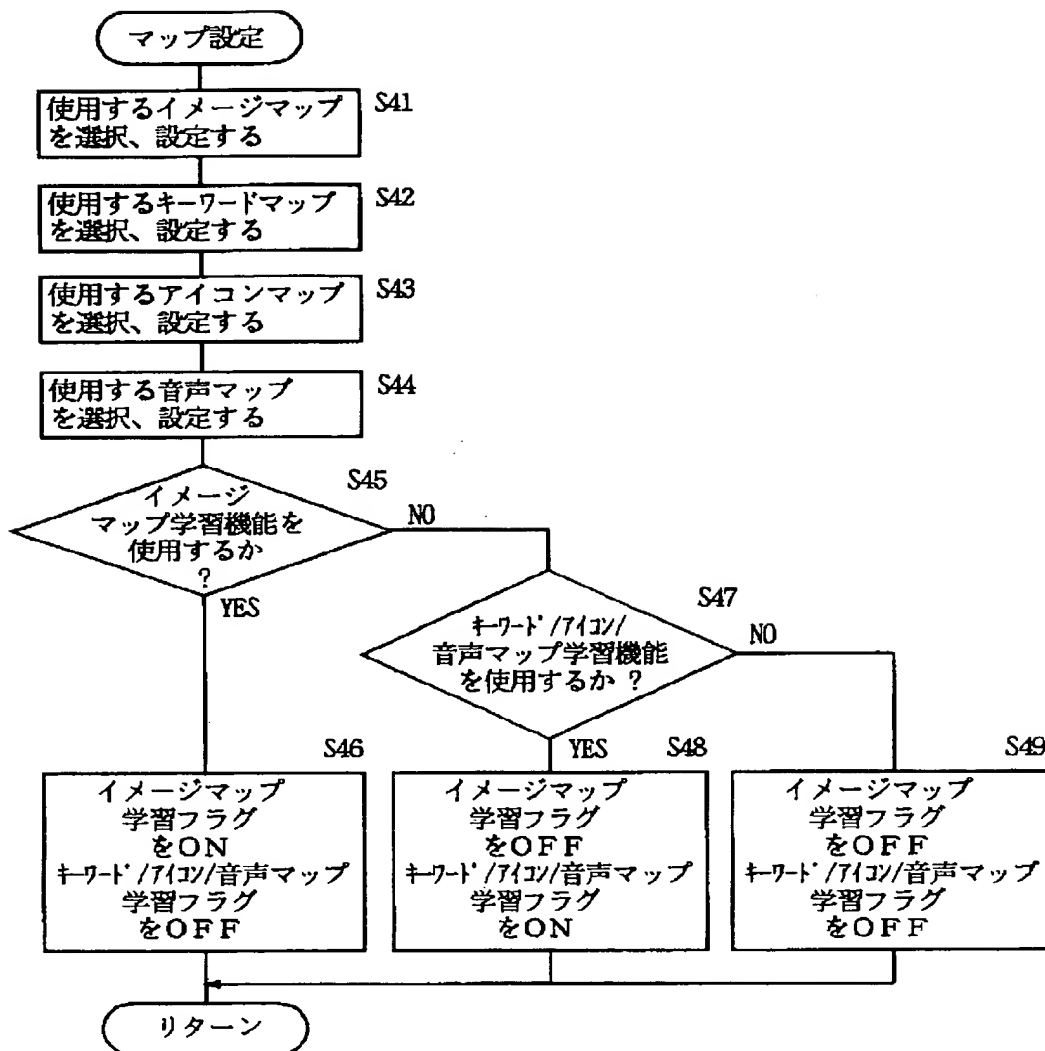 マップ設定
使用するイメージマップ
を選択、設定する
S41
使用するキーワードマップ
を選択、設定する
S42
使用するアイコンマップ
を選択、設定する
S43
使用する音声マップ
を選択、設定する
S44
イメージ
マップ学習機能を
使用するか
?
S45
NO
YES
キーワード/アイコン/
音声マップ学習機能
を使用するか ?
S47
NO
YES
S46
イメージマップ
学習フラグ
をON
キーワード/アイコン/音声マップ
学習フラグ
をOFF
S48
イメージマップ
学習フラグ
をOFF
キーワード/アイコン/音声マップ
学習フラグ
をON
S49
イメージマップ
学習フラグ
をOFF
キーワード/アイコン/音声マップ
学習フラグ
をOFF
リターン